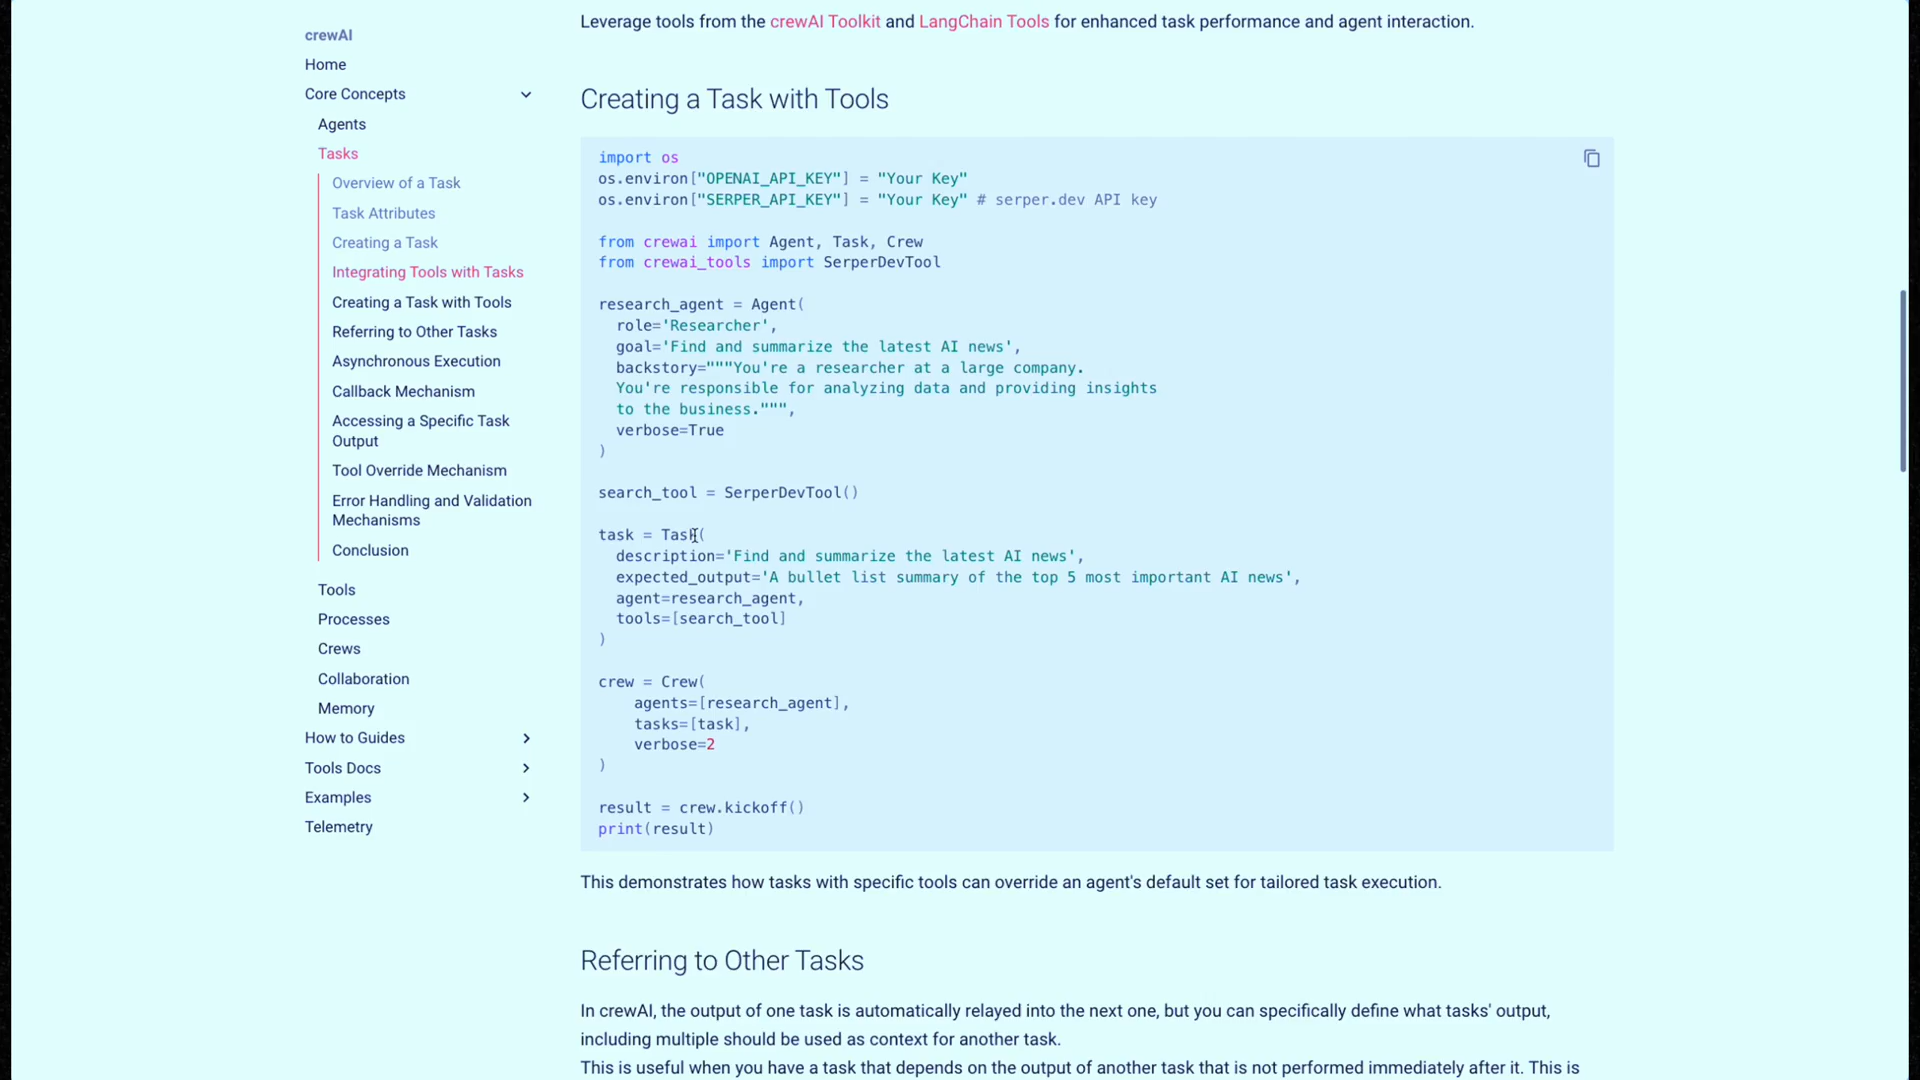 crewAI
Home
Core Concepts
Agents
Tasks
Overview of a Task
Task Attributes
Creating a Task
Integrating Tools with Tasks
Creating a Task with Tools
Referring to Other Tasks
Asynchronous Execution
Callback Mechanism
Accessing a Specific Task
Output
Tool Override Mechanism
Error Handling and Validation
Mechanisms
Conclusion
Tools
Processes
Crews
Collaboration
Memory
How to Guides
Tools Docs
Examples
Telemetry
Leverage tools from the crewAI Toolkit and LangChain Tools for enhanced task performance and agent interaction.
Creating a Task with Tools
import os
os.environ["OPENAI_API_KEY"] = "Your Key"
os.environ["SERPER_API_KEY"] = "Your Key" # serper.dev API key
from crewai import Agent, Task, Crew
from crewai_tools import SerperDevTool
research_agent = Agent(
  role='Researcher',
  goal='Find and summarize the latest AI news',
  backstory="""You're a researcher at a large company.
  You're responsible for analyzing data and providing insights
  to the business.""",
  verbose=True
)
search_tool = SerperDevTool()
task = Task(
  description='Find and summarize the latest AI news',
  expected_output='A bullet list summary of the top 5 most important AI news',
  agent=research_agent,
  tools=[search_tool]
)
crew = Crew(
    agents=[research_agent],
    tasks=[task],
    verbose=2
)
result = crew.kickoff()
print(result)
This demonstrates how tasks with specific tools can override an agent's default set for tailored task execution.
Referring to Other Tasks
In crewAI, the output of one task is automatically relayed into the next one, but you can specifically define what tasks' output,
including multiple should be used as context for another task.
This is useful when you have a task that depends on the output of another task that is not performed immediately after it. This is